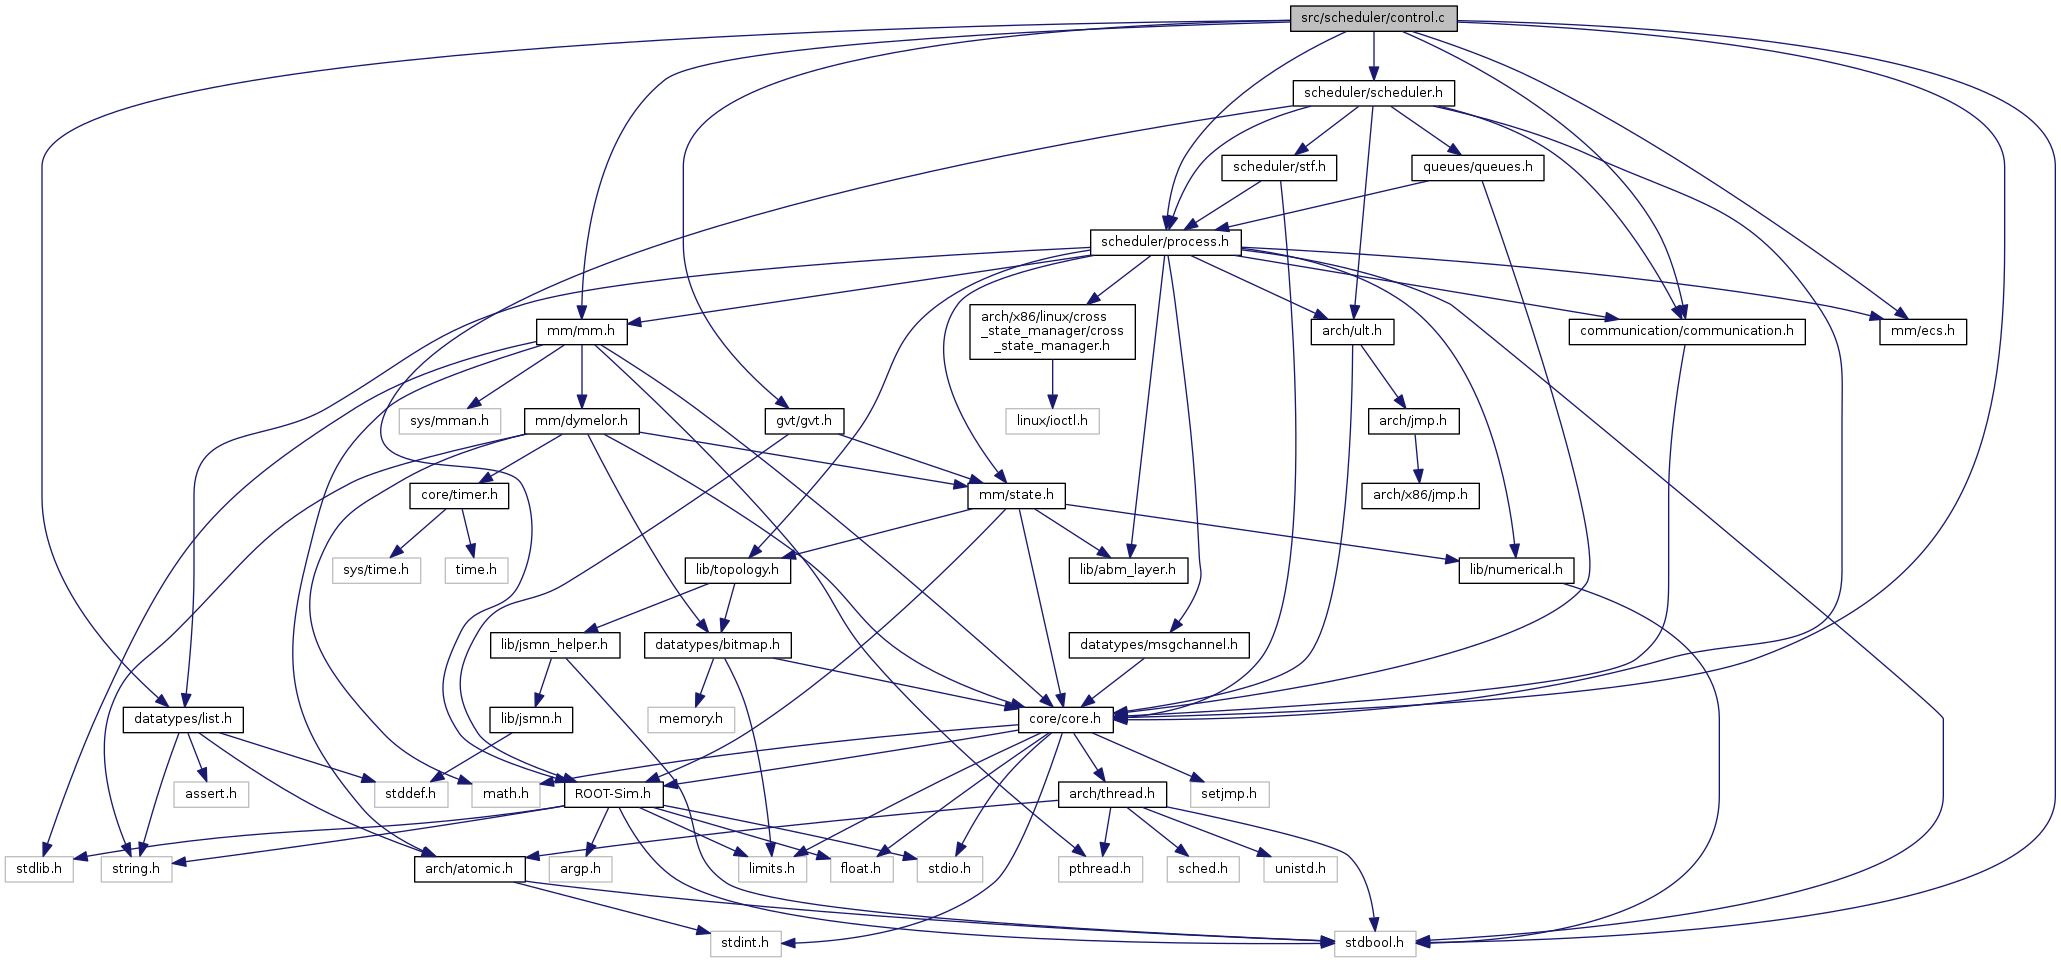 src/scheduler/control.c
scheduler/scheduler.h
scheduler/stf.h
queues/queues.h
scheduler/process.h
mm/mm.h
arch/x86/linux/cross
_state_manager/cross
_state_manager.h
arch/ult.h
communication/communication.h
mm/ecs.h
sys/mman.h
mm/dymelor.h
gvt/gvt.h
linux/ioctl.h
arch/jmp.h
core/timer.h
mm/state.h
arch/x86/jmp.h
sys/time.h
time.h
lib/topology.h
lib/abm_layer.h
lib/numerical.h
lib/jsmn_helper.h
datatypes/bitmap.h
datatypes/msgchannel.h
datatypes/list.h
lib/jsmn.h
memory.h
core/core.h
assert.h
stddef.h
math.h
ROOT-Sim.h
arch/thread.h
setjmp.h
stdlib.h
string.h
arch/atomic.h
argp.h
limits.h
float.h
stdio.h
pthread.h
sched.h
unistd.h
stdint.h
stdbool.h